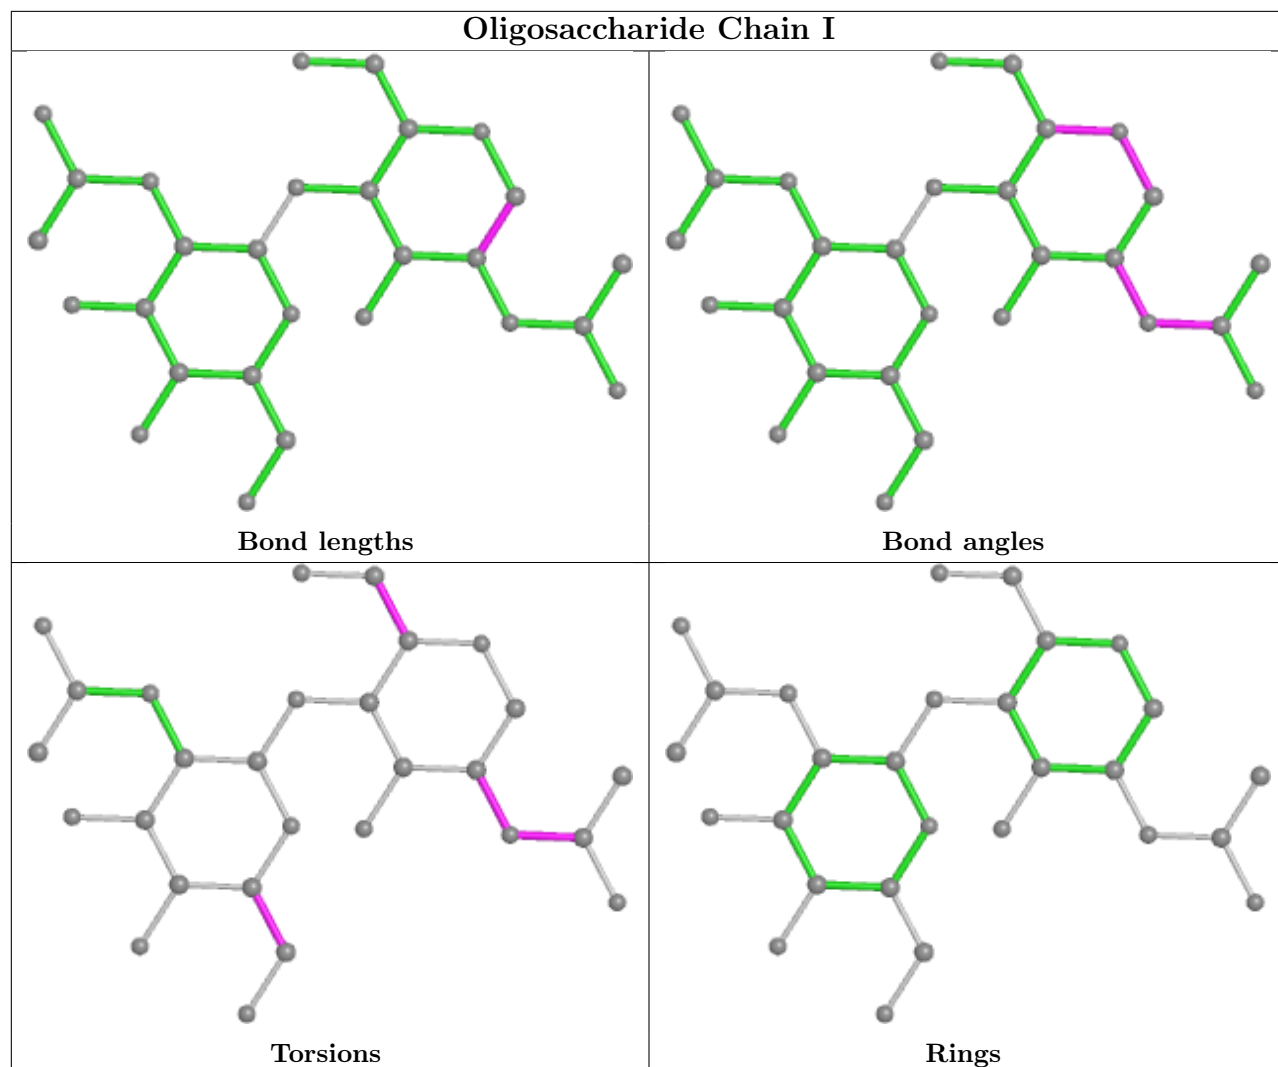 Oligosaccharide Chain I
Bond lengths
Bond angles
Torsions
Rings